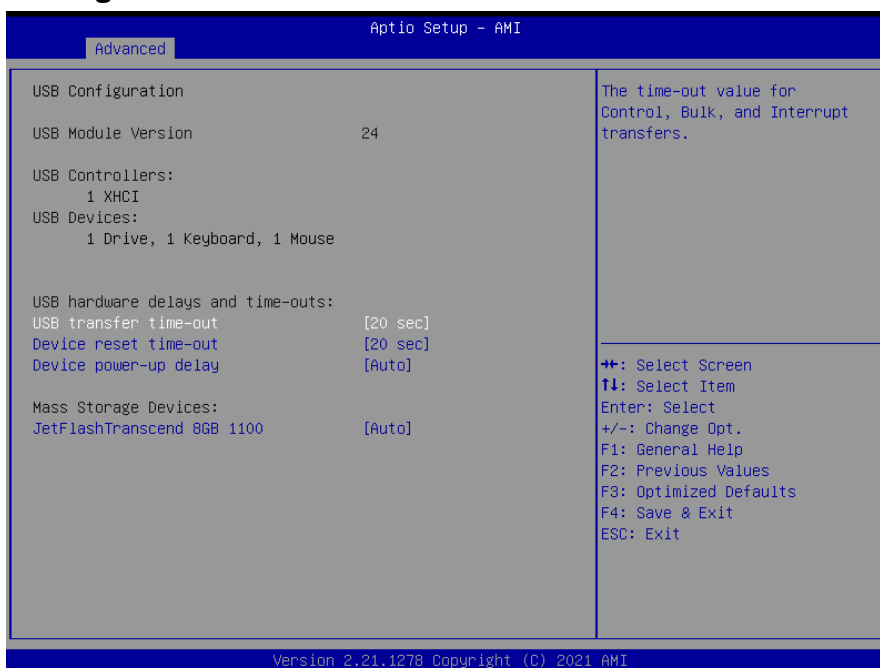 Aptio Setup – AMI
Advanced
USB Configuration
USB Module Version 24
USB Controllers:
1 XHCI
USB Devices:
1 Drive, 1 Keyboard, 1 Mouse
USB hardware delays and time-outs:
USB transfer time-out [20 sec]
Device reset time-out [20 sec]
Device power-up delay [Auto]
Mass Storage Devices:
JetFlashTranscend 8GB 1100 [Auto]
The time-out value for
Control, Bulk, and Interrupt
transfers.
→←: Select Screen
↑↓: Select Item
Enter: Select
+/-: Change Opt.
F1: General Help
F2: Previous Values
F3: Optimized Defaults
F4: Save & Exit
ESC: Exit
Version 2.21.1278 Copyright (C) 2021 AMI